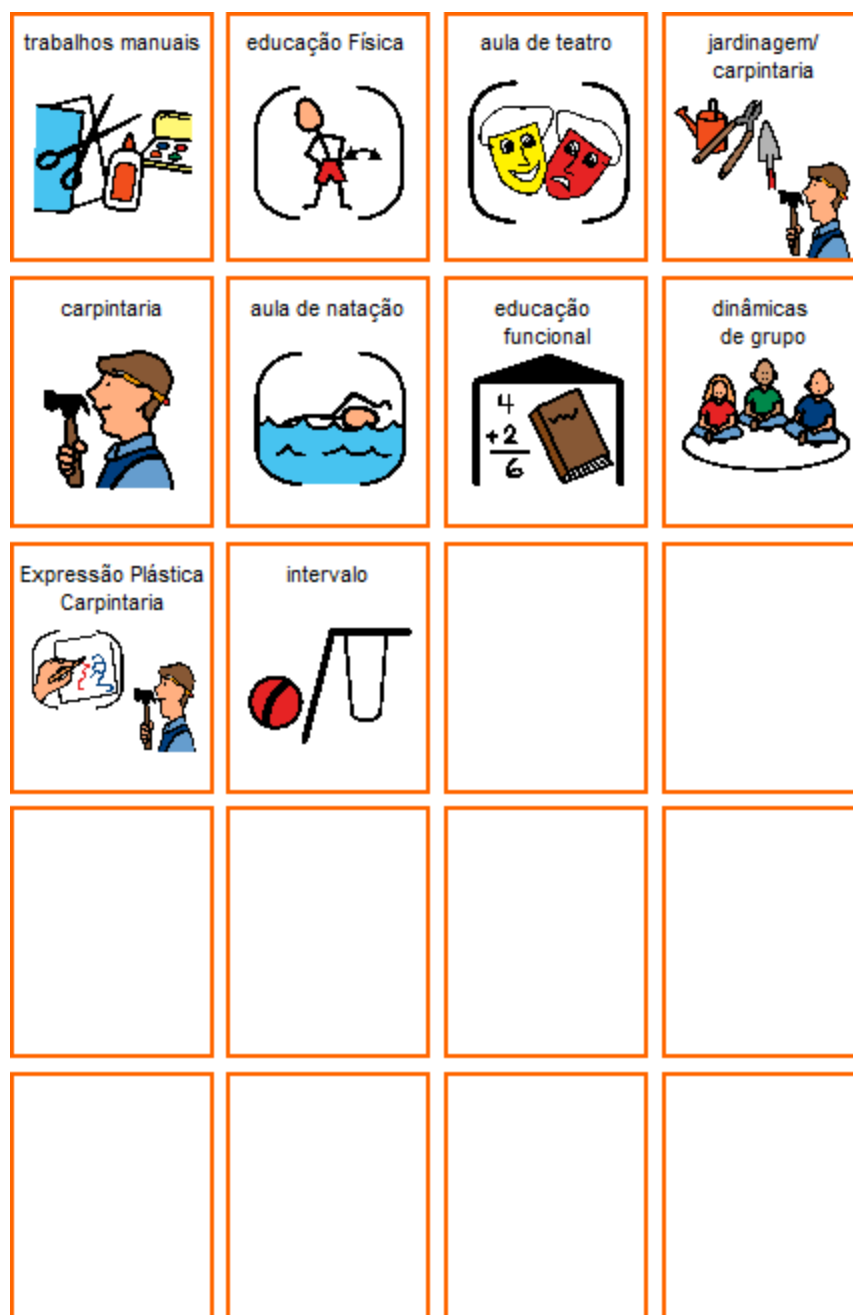 trabalhos manuais
educação Física
aula de teatro
jardinagem/
carpintaria
carpintaria
aula de natação
educação
funcional
4
+2
6
dinâmicas
de grupo
Expressão Plástica
Carpintaria
intervalo